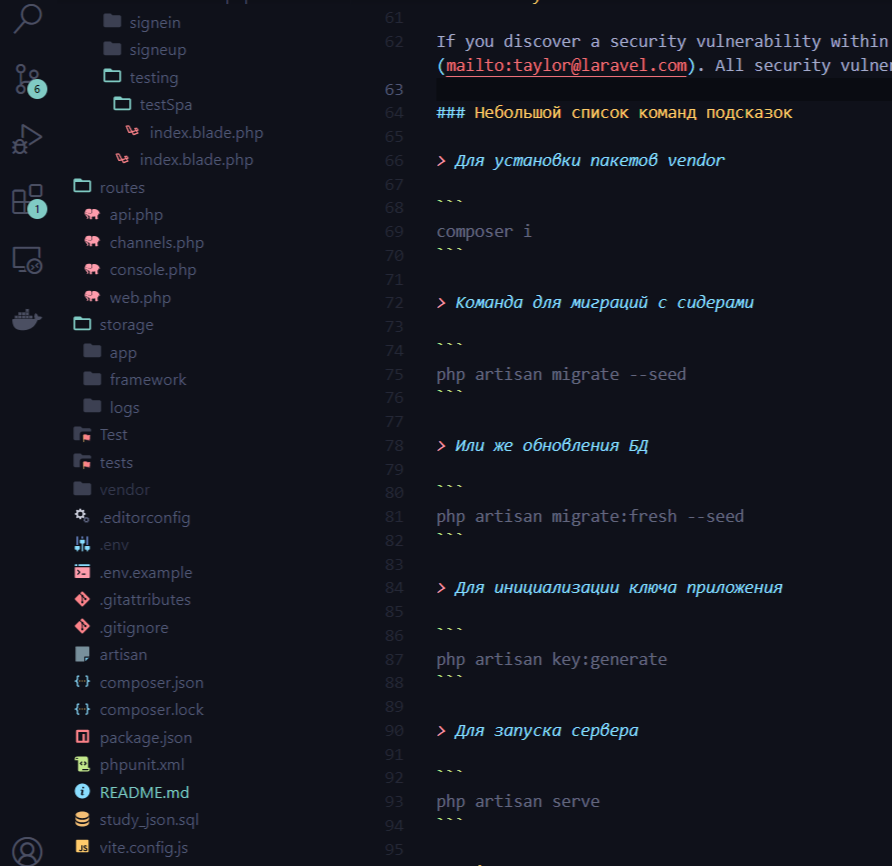 signein
signeup
testing
testSpa
index.blade.php
index.blade.php
routes
api.php
channels.php
console.php
web.php
storage
app
framework
logs
Test
tests
vendor
.editorconfig
.env
.env.example
.gitattributes
.gitignore
artisan
composer.json
composer.lock
package.json
phpunit.xml
README.md
study_json.sql
vite.config.js
6
1
61
62 If you discover a security vulnerability within
(mailto:taylor@laravel.com). All security vulner
63
64 ### Небольшой список команд подсказок
65
66 > Для установки пакетов vendor
67
68 ```
69 composer i
70 ```
71
72 > Команда для миграций с сидерами
73
74 ```
75 php artisan migrate --seed
76 ```
77
78 > Или же обновления БД
79
80 ```
81 php artisan migrate:fresh --seed
82 ```
83
84 > Для инициализации ключа приложения
85
86 ```
87 php artisan key:generate
88 ```
89
90 > Для запуска сервера
91
92 ```
93 php artisan serve
94 ```
95